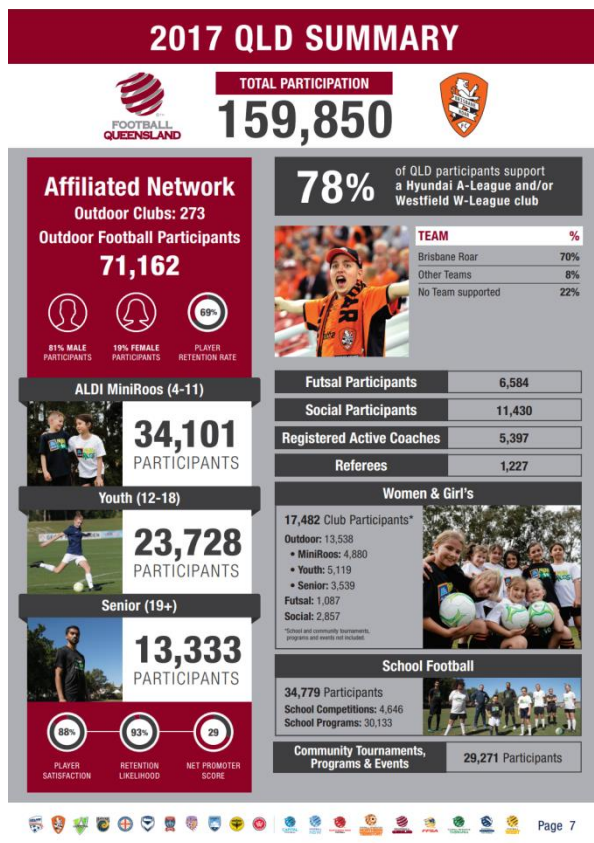 2017 QLD SUMMARY
FOOTBALL
QUEENSLAND
TOTAL PARTICIPATION
159,850
Affiliated Network
Outdoor Clubs: 273
Outdoor Football Participants
71,162
69%
81% MALE
PARTICIPANTS
19% FEMALE
PARTICIPANTS
PLAYER
RETENTION RATE
ALDI MiniRoos (4-11)
34,101
PARTICIPANTS
Youth (12-18)
23,728
PARTICIPANTS
Senior (19+)
13,333
PARTICIPANTS
88%
93%
29
PLAYER
SATISFACTION
RETENTION
LIKELIHOOD
NET PROMOTER
SCORE
78%
of QLD participants support
a Hyundai A-League and/or
Westfield W-League club
TEAM %
Brisbane Roar 70%
Other Teams 8%
No Team supported 22%
Futsal Participants 6,584
Social Participants 11,430
Registered Active Coaches 5,397
Referees 1,227
Women & Girl's
17,482 Club Participants*
Outdoor: 13,538
• MiniRoos: 4,880
• Youth: 5,119
• Senior: 3,539
Futsal: 1,087
Social: 2,857
*School and community tournaments,
programs and events not included.
School Football
34,779 Participants
School Competitions: 4,646
School Programs: 30,133
Community Tournaments,
Programs & Events
29,271 Participants
Page 7